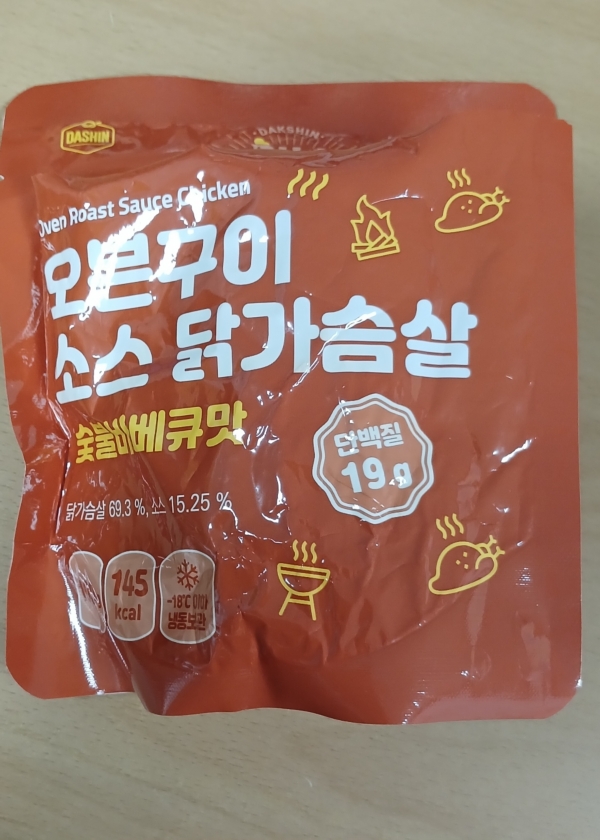 DASHIN
DAKSHIN
Oven Roast Sauce Chicken
오븐구이
소스 닭가슴살
숯불바베큐맛
단백질
19 g
닭가슴살 69.3 %, 소스 15.25 %
145
kcal
-18℃ 이하
냉동보관